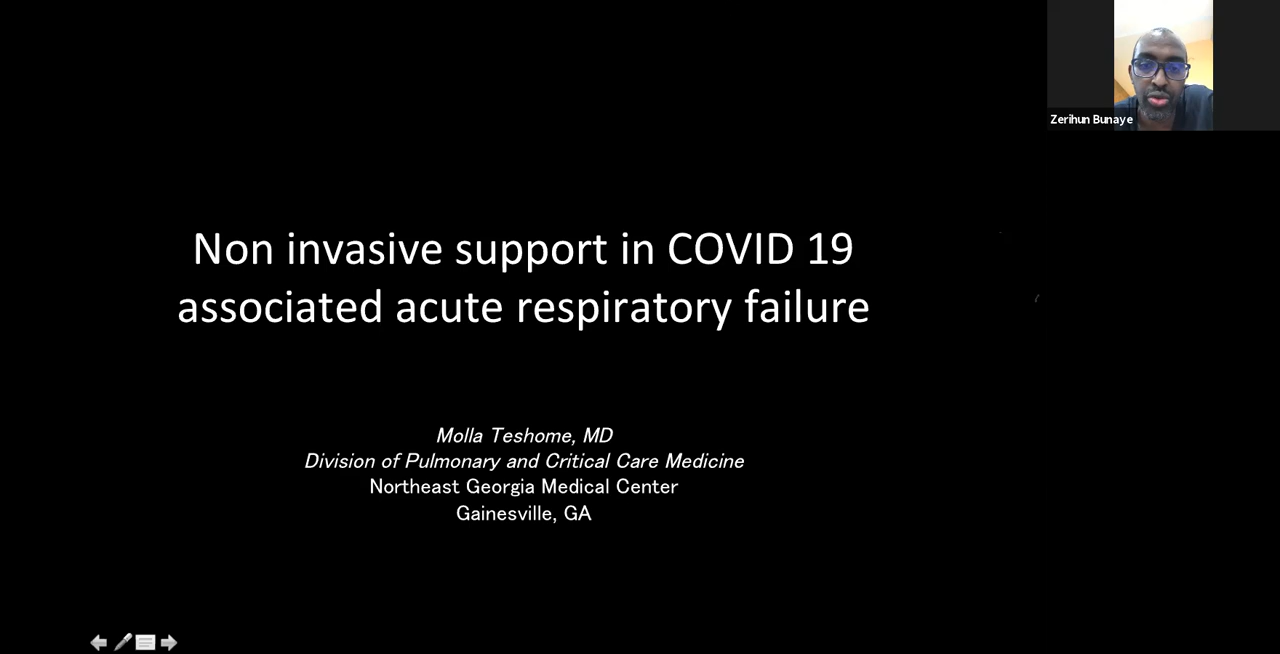 Zerihun Bunaye
Non invasive support in COVID 19
associated acute respiratory failure
Molla Teshome, MD
Division of Pulmonary and Critical Care Medicine
Northeast Georgia Medical Center
Gainesville, GA